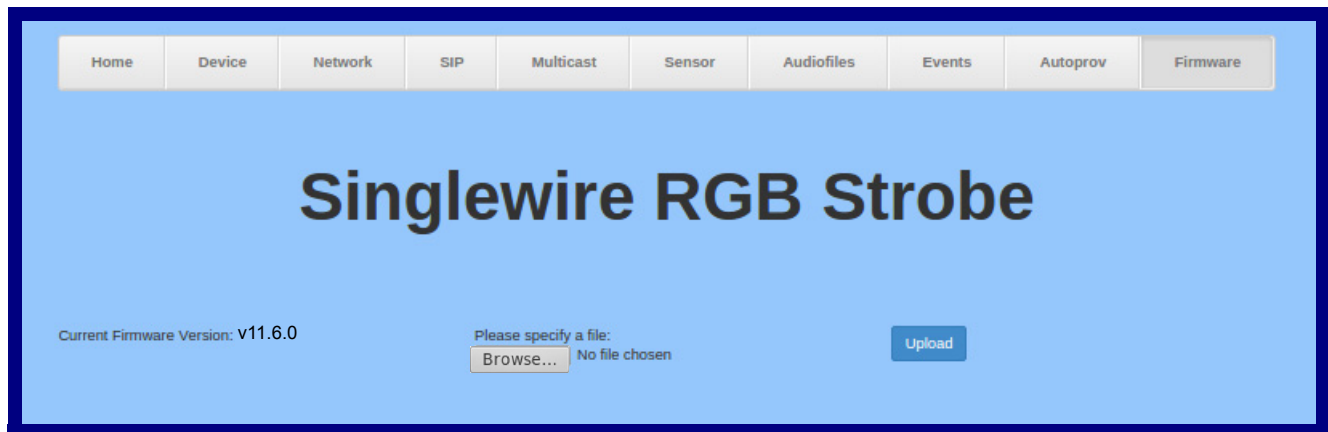 Home Device Network SIP Multicast Sensor Audiofiles Events Autoprov Firmware
Singlewire RGB Strobe
Current Firmware Version: v11.6.0
Please specify a file:
Browse... No file chosen
Upload